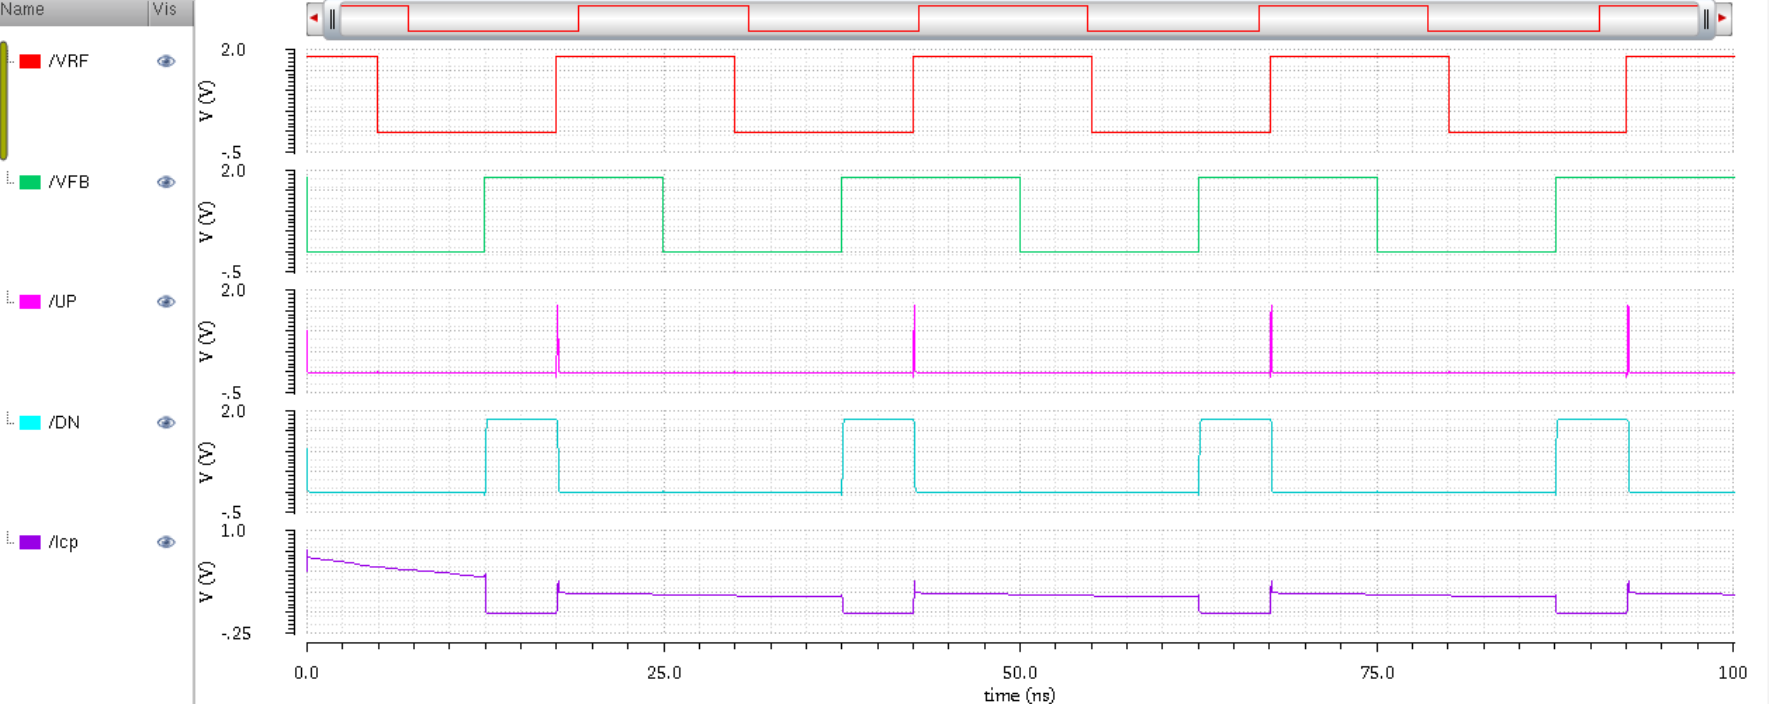 Name Vis
/VRF
/VFB
/UP
/DN
/Icp
2.0
V (V)
-.5
2.0
V (V)
-.5
2.0
V (V)
-.5
2.0
V (V)
-.5
1.0
V (V)
-.25
0.0 25.0 50.0 75.0 100
time (ns)